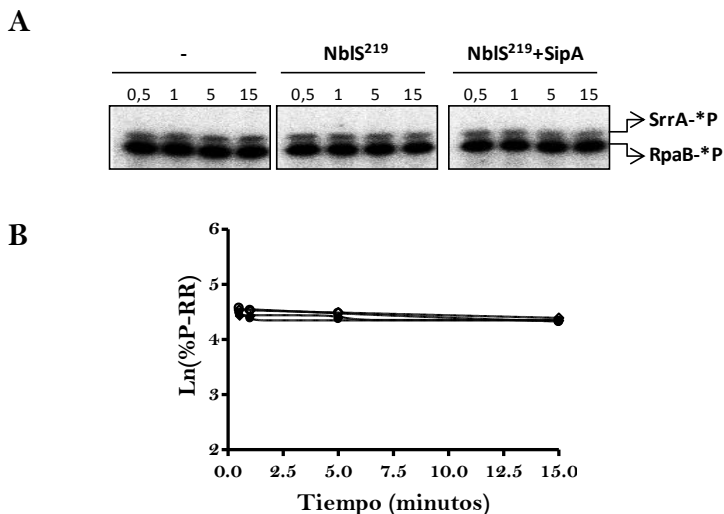 A
- NblS²¹⁹ NblS²¹⁹+SipA
0,5 1 5 15 0,5 1 5 15 0,5 1 5 15
SrrA-*P
RpaB-*P
B
6
5
4
3
2
Ln(%P-RR)
0.0 2.5 5.0 7.5 10.0 12.5 15.0
Tiempo (minutos)